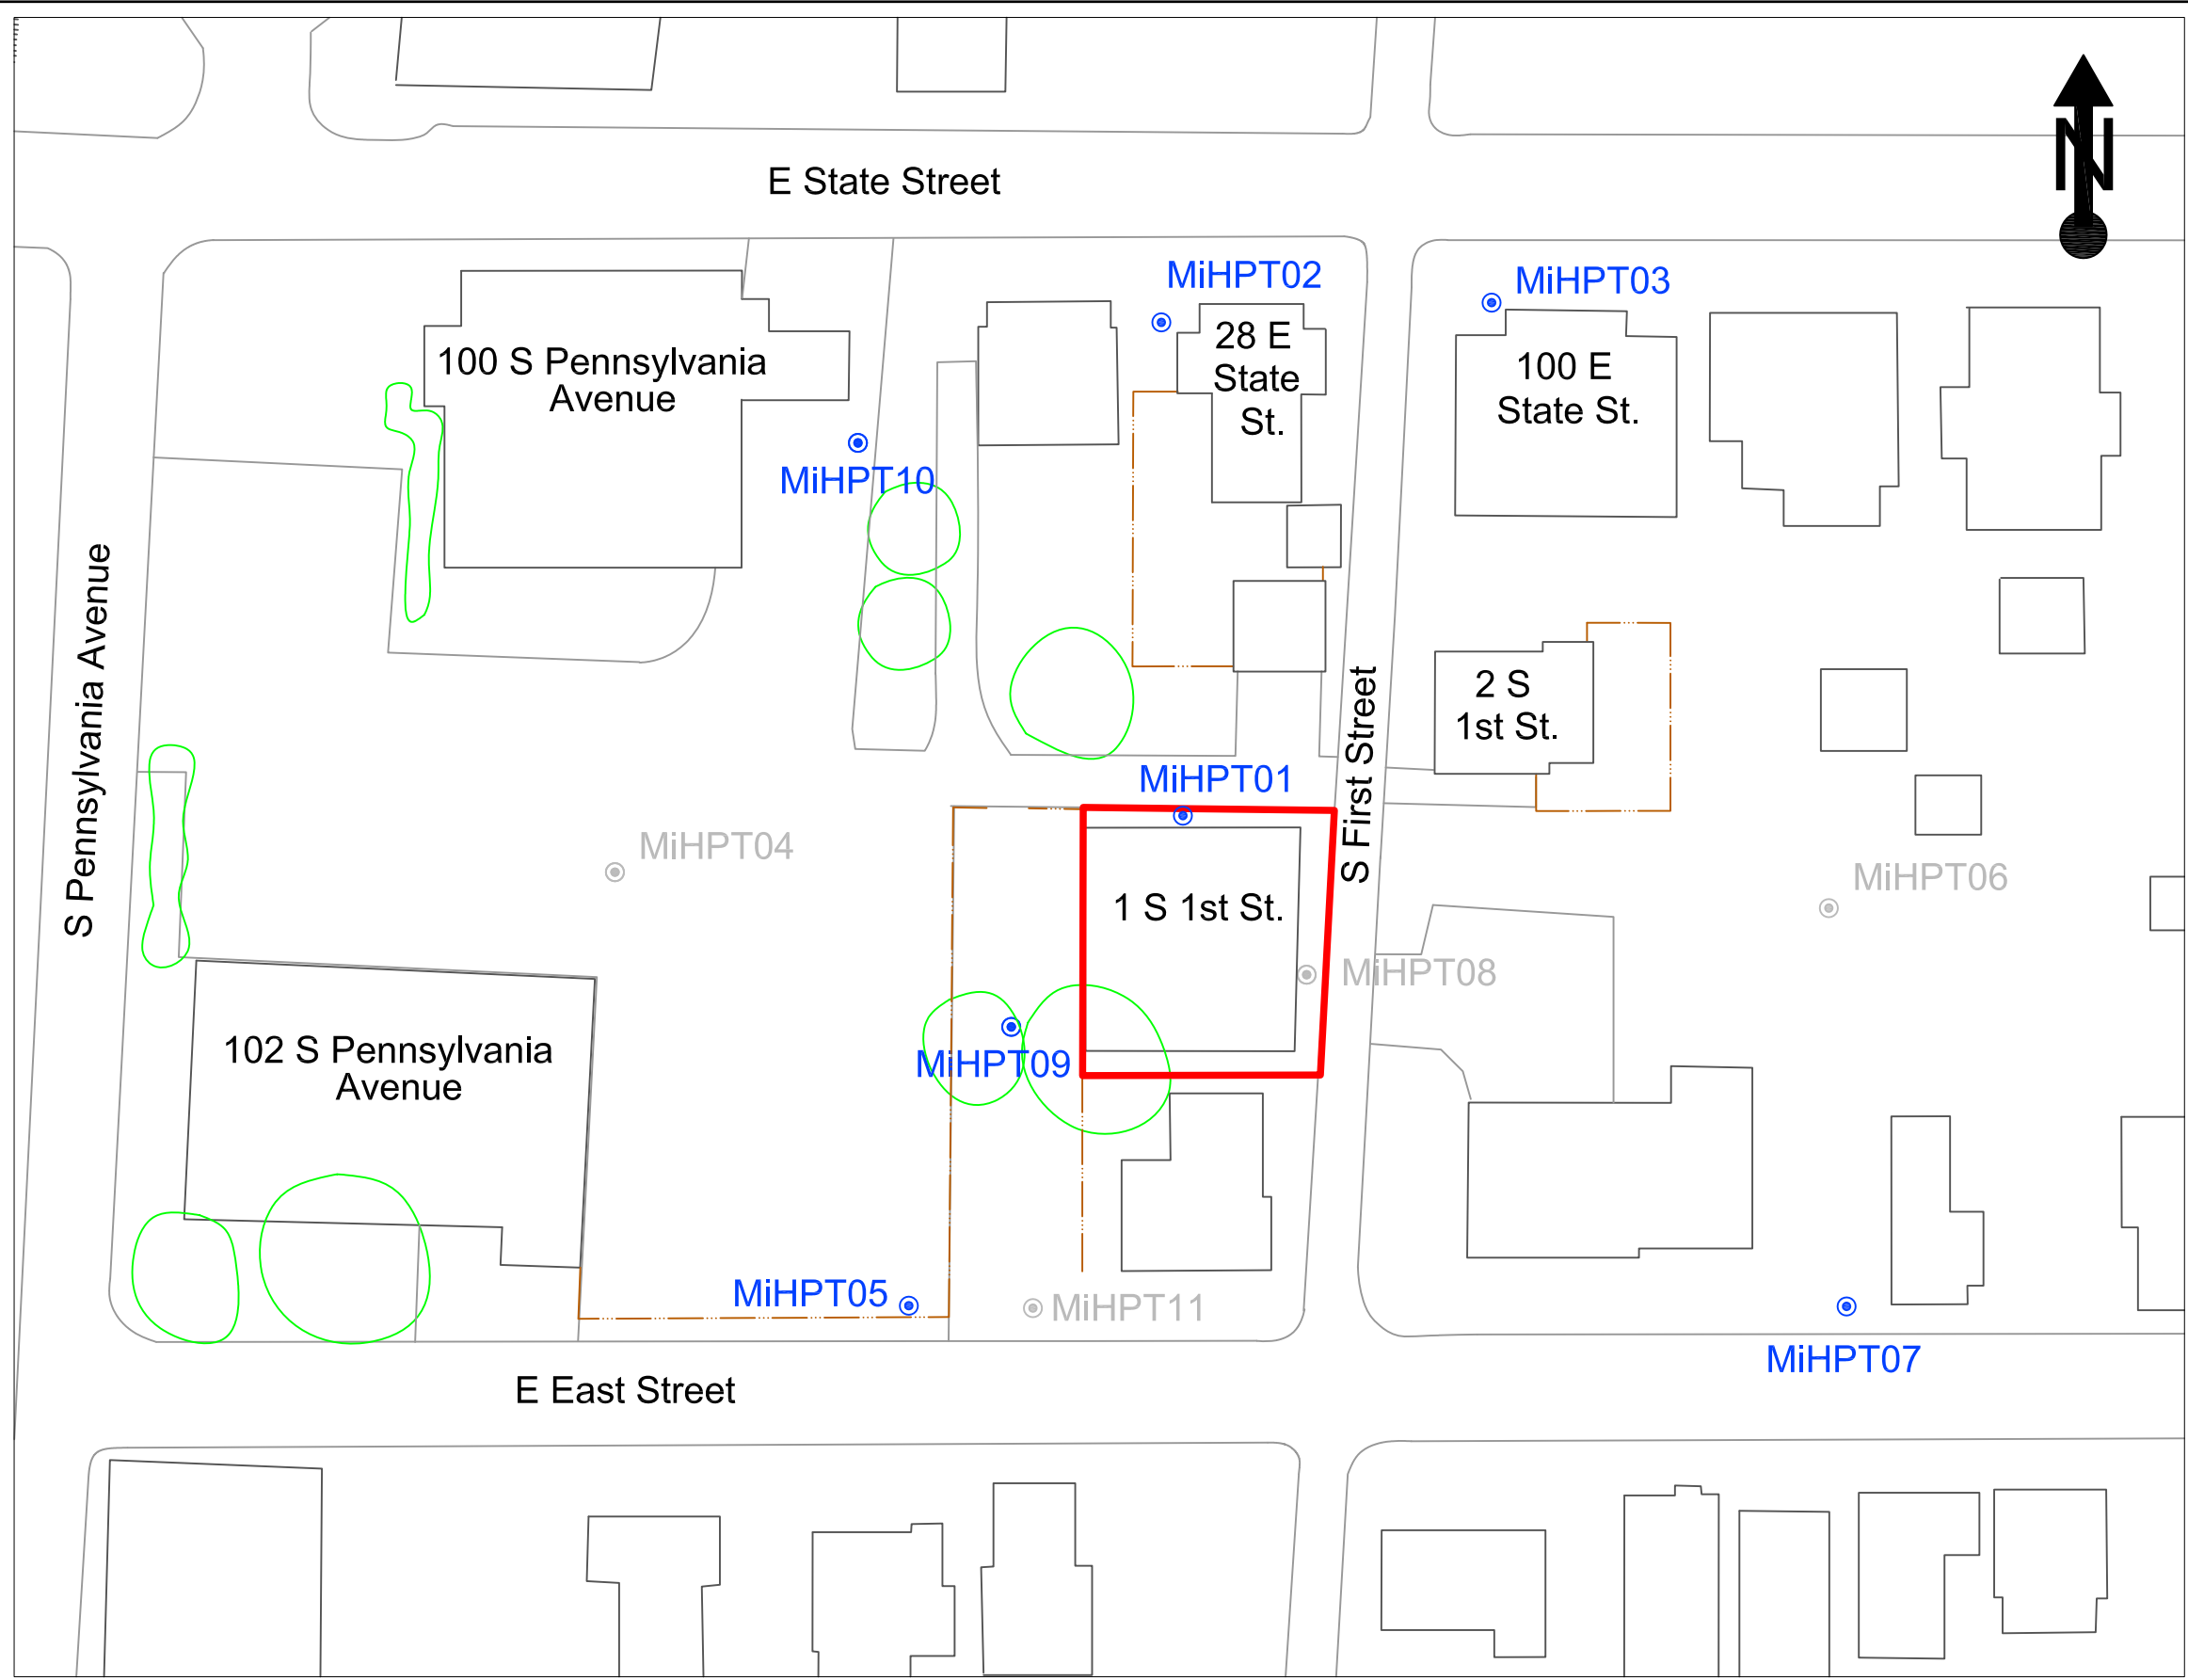 E State Street
N
MiHPT02
MiHPT03
28 E
State
St.
100 S Pennsylvania
Avenue
100 E
State St.
MiHPT10
S Pennsylvania Avenue
2 S
1st St.
S First Street
MiHPT01
MiHPT04
MiHPT06
1 S 1st St.
MiHPT08
102 S Pennsylvania
Avenue
MiHPT09
MiHPT05
MiHPT11
MiHPT07
E East Street